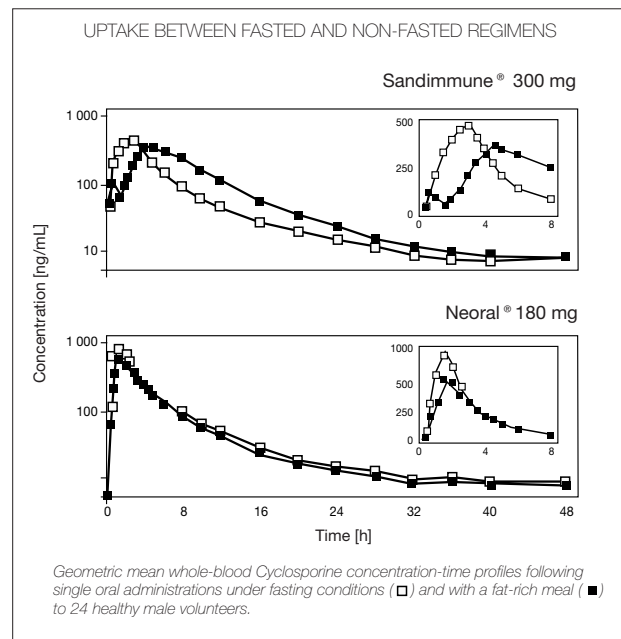 UPTAKE BETWEEN FASTED AND NON-FASTED REGIMENS
Sandimmune® 300 mg
1 000
100
10
500
250
0
0 4 8
Concentration [ng/mL]
Neoral® 180 mg
1 000
100
1000
500
250
0
0 4 8
0 8 16 20 24 28 32 36 40 48
Time [h]
Geometric mean whole-blood Cyclosporine concentration-time profiles following
single oral administrations under fasting conditions (□) and with a fat-rich meal (■)
to 24 healthy male volunteers.